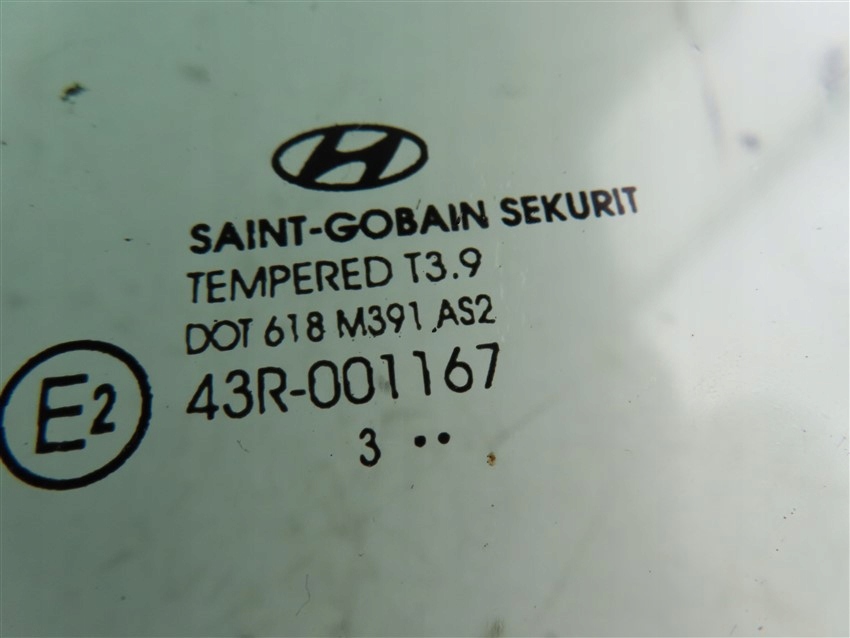 SAINT-GOBAIN SEKURIT
TEMPERED T3.9
DOT 618 M391 AS2
E2 43R-001167
3 ••